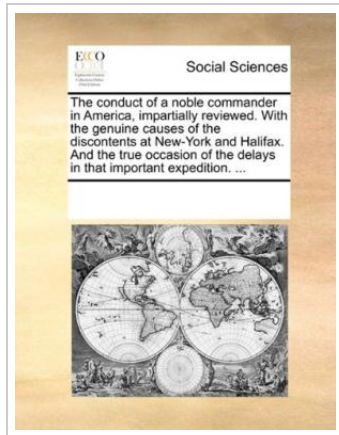 ECCO
Social Sciences
The conduct of a noble commander
in America, impartially reviewed. With
the genuine causes of the
discontents at New-York and Halifax.
And the true occasion of the delays
in that important expedition. ...